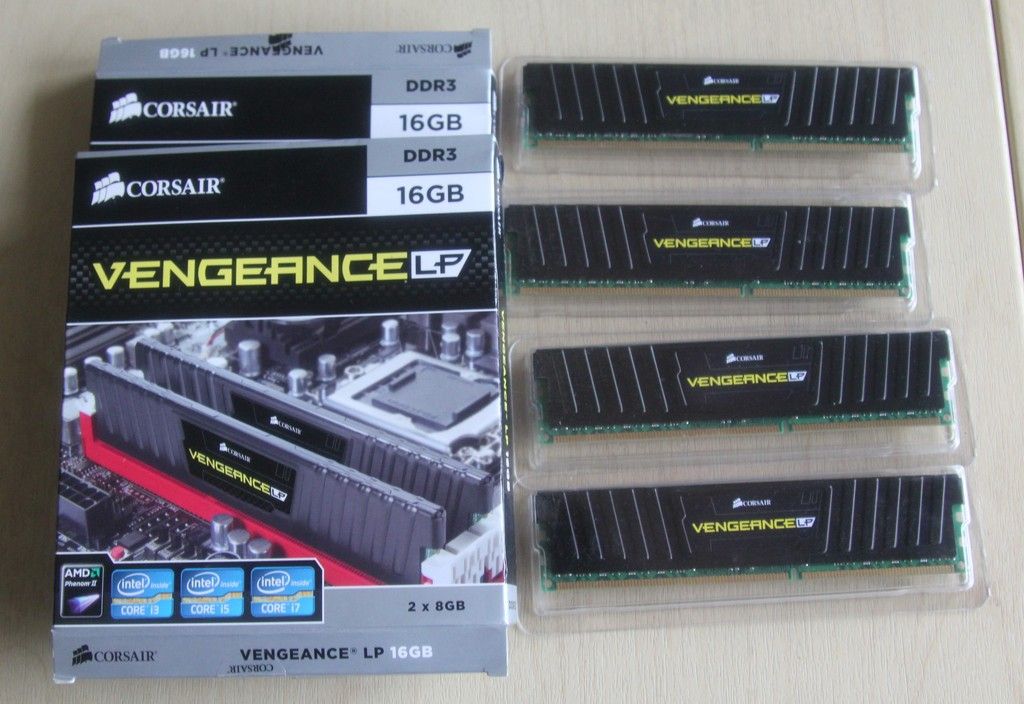 VENGEANCE® LP 16GB
CORSAIR
CORSAIR®
DDR3
16GB
CORSAIR®
DDR3
16GB
VENGEANCE LP
CORSAIR
CORSAIR
VENGEANCE LP
AMD
Phenom II
intel inside®
CORE i3
intel inside®
CORE i5
intel inside®
CORE i7
2 x 8GB
CORSAIR®
VENGEANCE® LP 16GB
CORSAIR
CORSAIR
VENGEANCE LP
CORSAIR
VENGEANCE LP
CORSAIR
VENGEANCE LP
CORSAIR
VENGEANCE LP